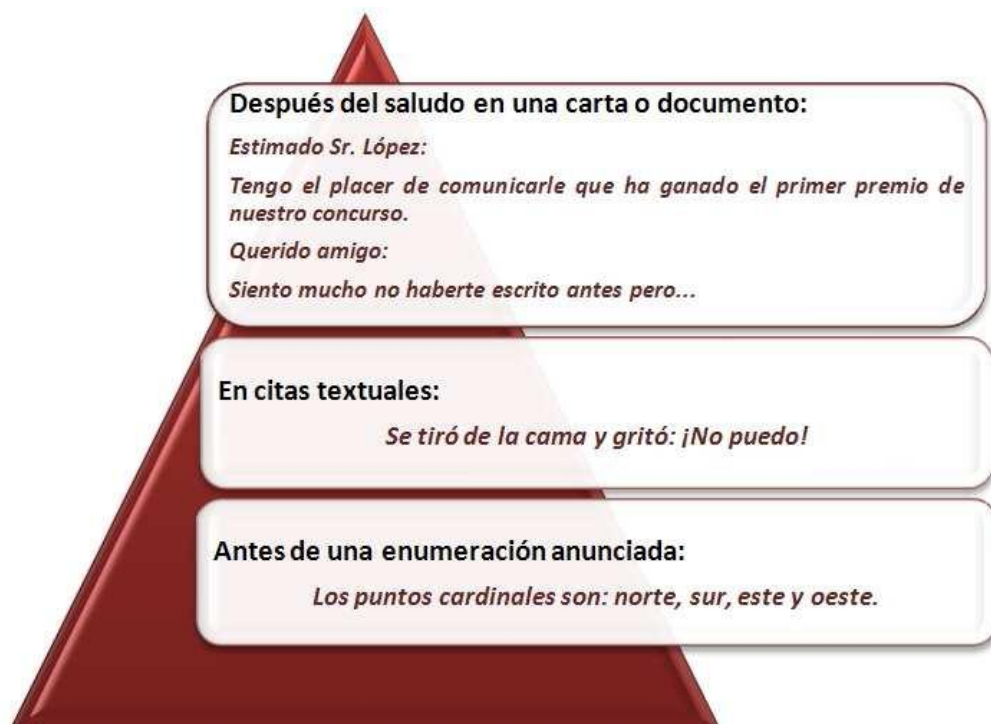 Después del saludo en una carta o documento:
Estimado Sr. López:
Tengo el placer de comunicarle que ha ganado el primer premio de
nuestro concurso.
Querido amigo:
Siento mucho no haberte escrito antes pero...
En citas textuales:
Se tiró de la cama y gritó: ¡No puedo!
Antes de una enumeración anunciada:
Los puntos cardinales son: norte, sur, este y oeste.